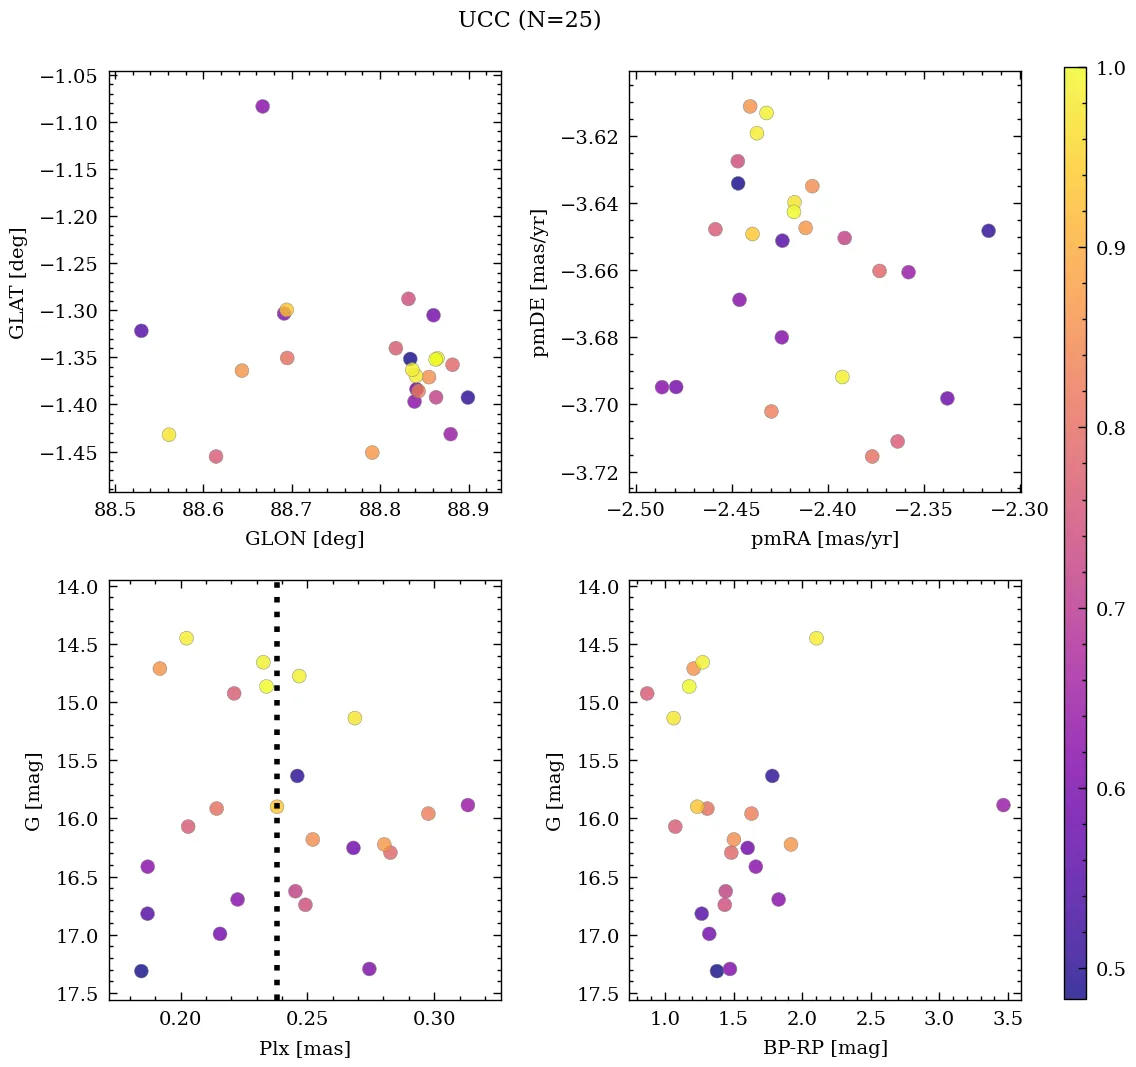 UCC (N=25)
−1.05
−1.10
−1.15
−1.20
−1.25
−1.30
−1.35
−1.40
−1.45
GLAT [deg]
88.5 88.6 88.7 88.8 88.9
GLON [deg]
−3.62
−3.64
−3.66
−3.68
−3.70
−3.72
pmDE [mas/yr]
−2.50 −2.45 −2.40 −2.35 −2.30
pmRA [mas/yr]
14.0
14.5
15.0
15.5
16.0
16.5
17.0
17.5
G [mag]
0.20 0.25 0.30
Plx [mas]
14.0
14.5
15.0
15.5
16.0
16.5
17.0
17.5
G [mag]
1.0 1.5 2.0 2.5 3.0 3.5
BP-RP [mag]
1.0
0.9
0.8
0.7
0.6
0.5